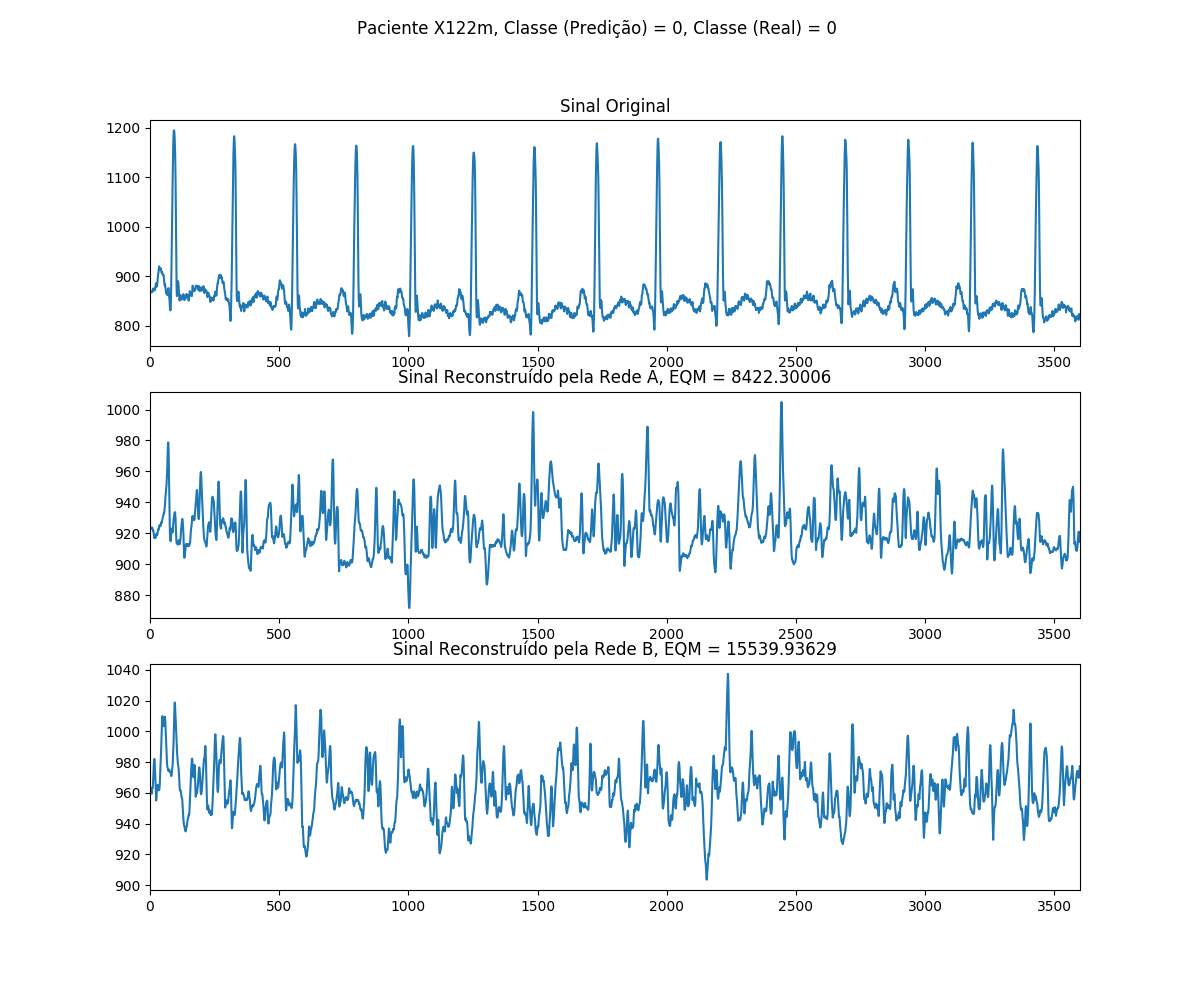 Paciente X122m, Classe (Predição) = 0, Classe (Real) = 0
Sinal Original
1200
1100
1000
900
800
0 500 1000 1500 2000 2500 3000 3500
Sinal Reconstruído pela Rede A, EQM = 8422.30006
1000
980
960
940
920
900
880
0 500 1000 1500 2000 2500 3000 3500
Sinal Reconstruído pela Rede B, EQM = 15539.93629
1040
1020
1000
980
960
940
920
900
0 500 1000 1500 2000 2500 3000 3500